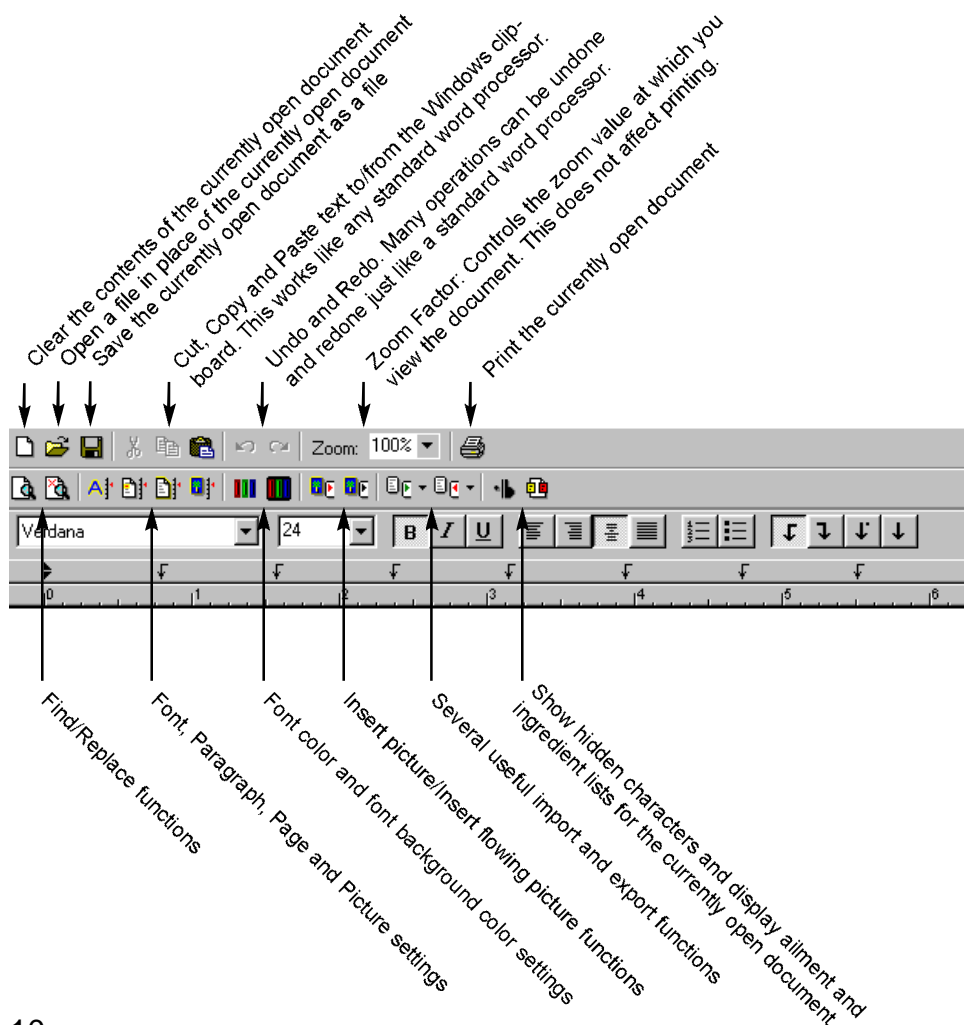 Clear the contents of the currently open document
Open a file in place of the currently open document
Save the currently open document as a file
Cut, Copy and Paste text to/from the Windows clip-
board. This works like any standard word processor.
Undo and Redo. Many operations can be undone
and redone just like a standard word processor.
Zoom Factor: Controls the zoom value at which you
view the document. This does not affect printing.
Print the currently open document
Zoom: 100%
Verdana 24 B I U
0 1 2 3 4 5 6
Find/Replace functions
Font, Paragraph, Page and Picture settings
Font color and font background color settings
Insert picture/Insert flowing picture functions
Several useful import and export functions
Show hidden characters and display ailment and
ingredient lists for the currently open document